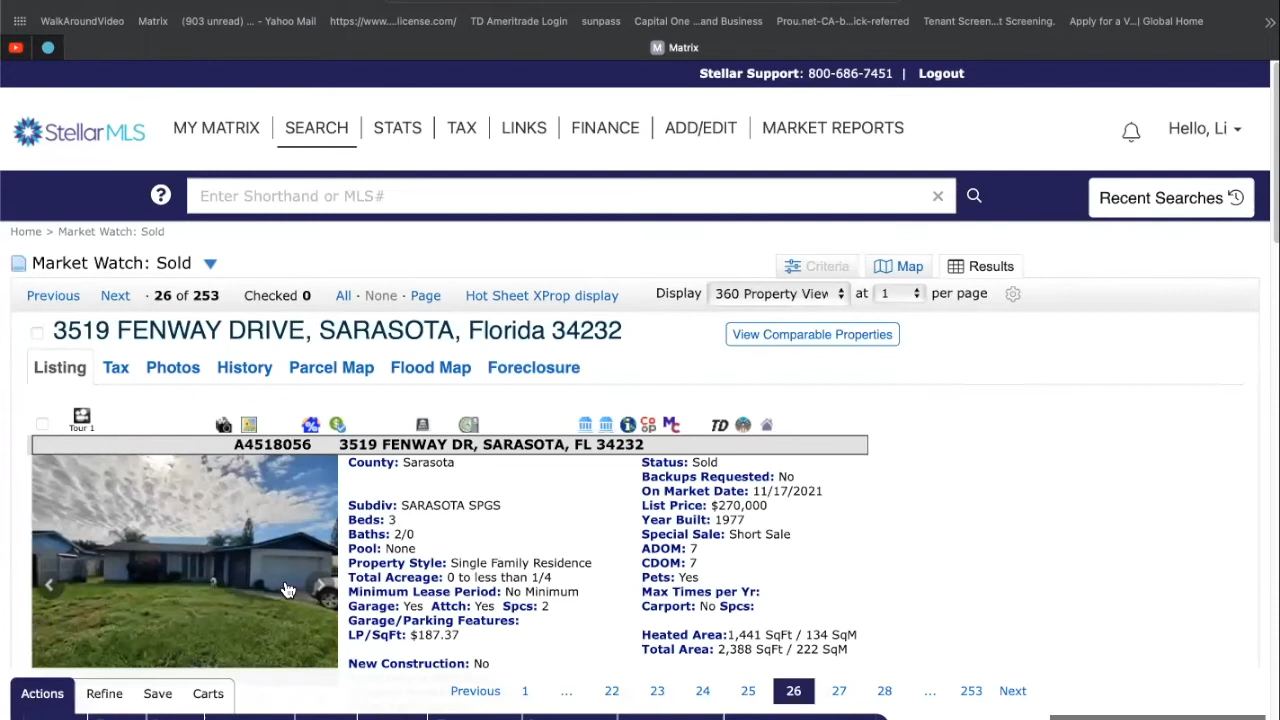 WalkAroundVideo Matrix (903 unread) ... - Yahoo Mail https://www....license.com/ TD Ameritrade Login sunpass Capital One ...and Business Prou.net-CA-b...ick-referred Tenant Screen...t Screening. Apply for a V...| Global Home
M Matrix
Stellar Support: 800-686-7451 | Logout
StellarMLS MY MATRIX SEARCH STATS TAX LINKS FINANCE ADD/EDIT MARKET REPORTS Hello, Li
? Enter Shorthand or MLS# Recent Searches
Home > Market Watch: Sold
Market Watch: Sold Criteria Map Results
Previous Next · 26 of 253 Checked 0 All · None · Page Hot Sheet XProp display Display 360 Property View at 1 per page
3519 FENWAY DRIVE, SARASOTA, Florida 34232 View Comparable Properties
Listing Tax Photos History Parcel Map Flood Map Foreclosure
Tour 1 TD
A4518056 3519 FENWAY DR, SARASOTA, FL 34232
County: Sarasota Status: Sold
Backups Requested: No
On Market Date: 11/17/2021
Subdiv: SARASOTA SPGS List Price: $270,000
Beds: 3 Year Built: 1977
Baths: 2/0 Special Sale: Short Sale
Pool: None ADOM: 7
Property Style: Single Family Residence CDOM: 7
Total Acreage: 0 to less than 1/4 Pets: Yes
Minimum Lease Period: No Minimum Max Times per Yr:
Garage: Yes Attch: Yes Spcs: 2 Carport: No Spcs:
Garage/Parking Features:
LP/SqFt: $187.37 Heated Area:1,441 SqFt / 134 SqM
Total Area: 2,388 SqFt / 222 SqM
New Construction: No
Actions Refine Save Carts Previous 1 ... 22 23 24 25 26 27 28 ... 253 Next